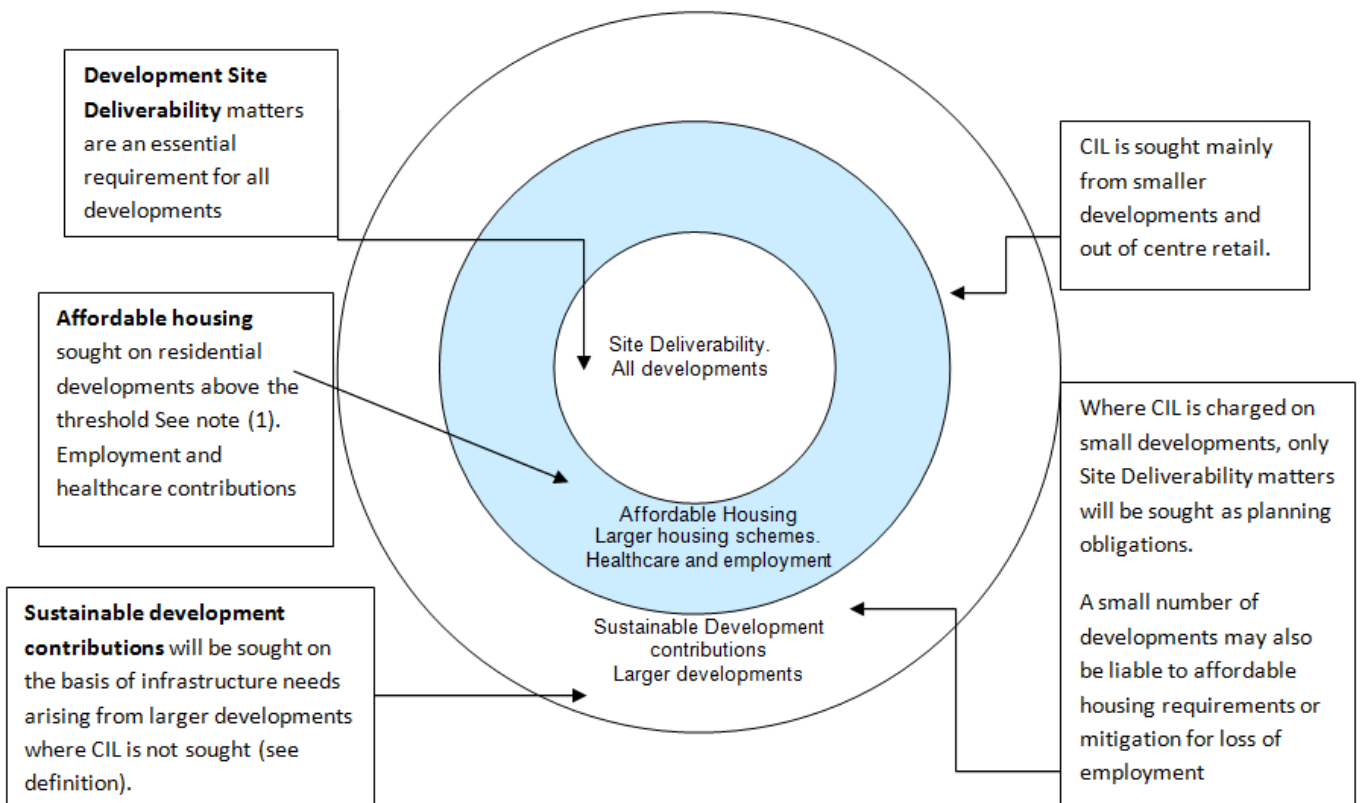 Development Site
Deliverability matters
are an essential
requirement for all
developments
CIL is sought mainly
from smaller
developments and
out of centre retail.
Affordable housing
sought on residential
developments above the
threshold See note (1).
Employment and
healthcare contributions
Site Deliverability.
All developments
Affordable Housing
Larger housing schemes.
Healthcare and employment
Sustainable Development
contributions
Larger developments
Where CIL is charged on
small developments, only
Site Deliverability matters
will be sought as planning
obligations.
A small number of
developments may also
be liable to affordable
housing requirements or
mitigation for loss of
employment
Sustainable development
contributions will be sought on
the basis of infrastructure needs
arising from larger developments
where CIL is not sought (see
definition).